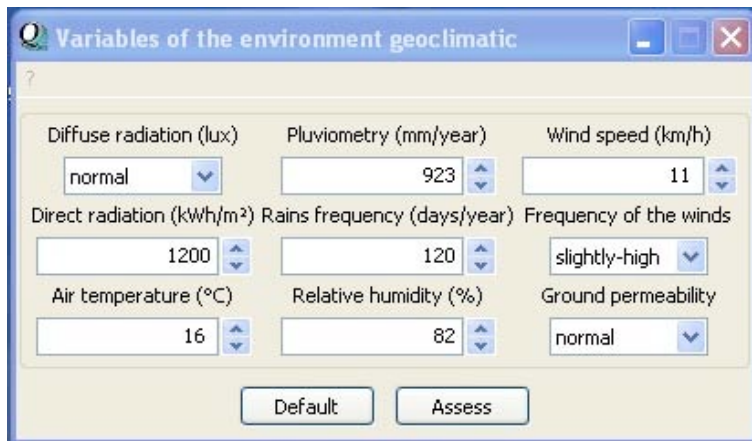 Variables of the environment geoclimatic
?
Diffuse radiation (lux) Pluviometry (mm/year) Wind speed (km/h)
normal 923 11
Direct radiation (kWh/m²) Rains frequency (days/year) Frequency of the winds
1200 120 slightly-high
Air temperature (°C) Relative humidity (%) Ground permeability
16 82 normal
Default Assess